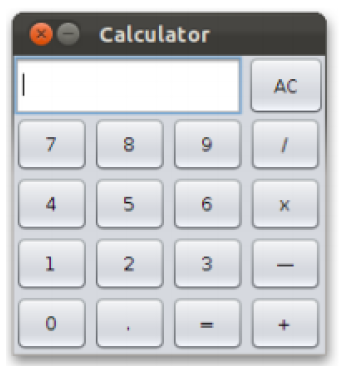 Calculator
AC
7 8 9 /
4 5 6 x
1 2 3 —
0 . = +